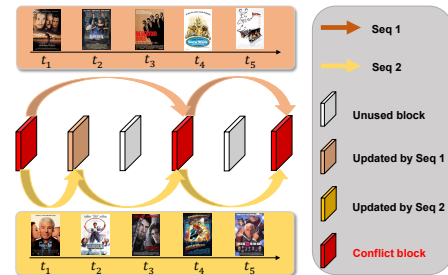 t1 t2 t3 t4 t5
Seq 1
Seq 2
Unused block
Updated by Seq 1
Updated by Seq 2
Conflict block
t1 t2 t3 t4 t5